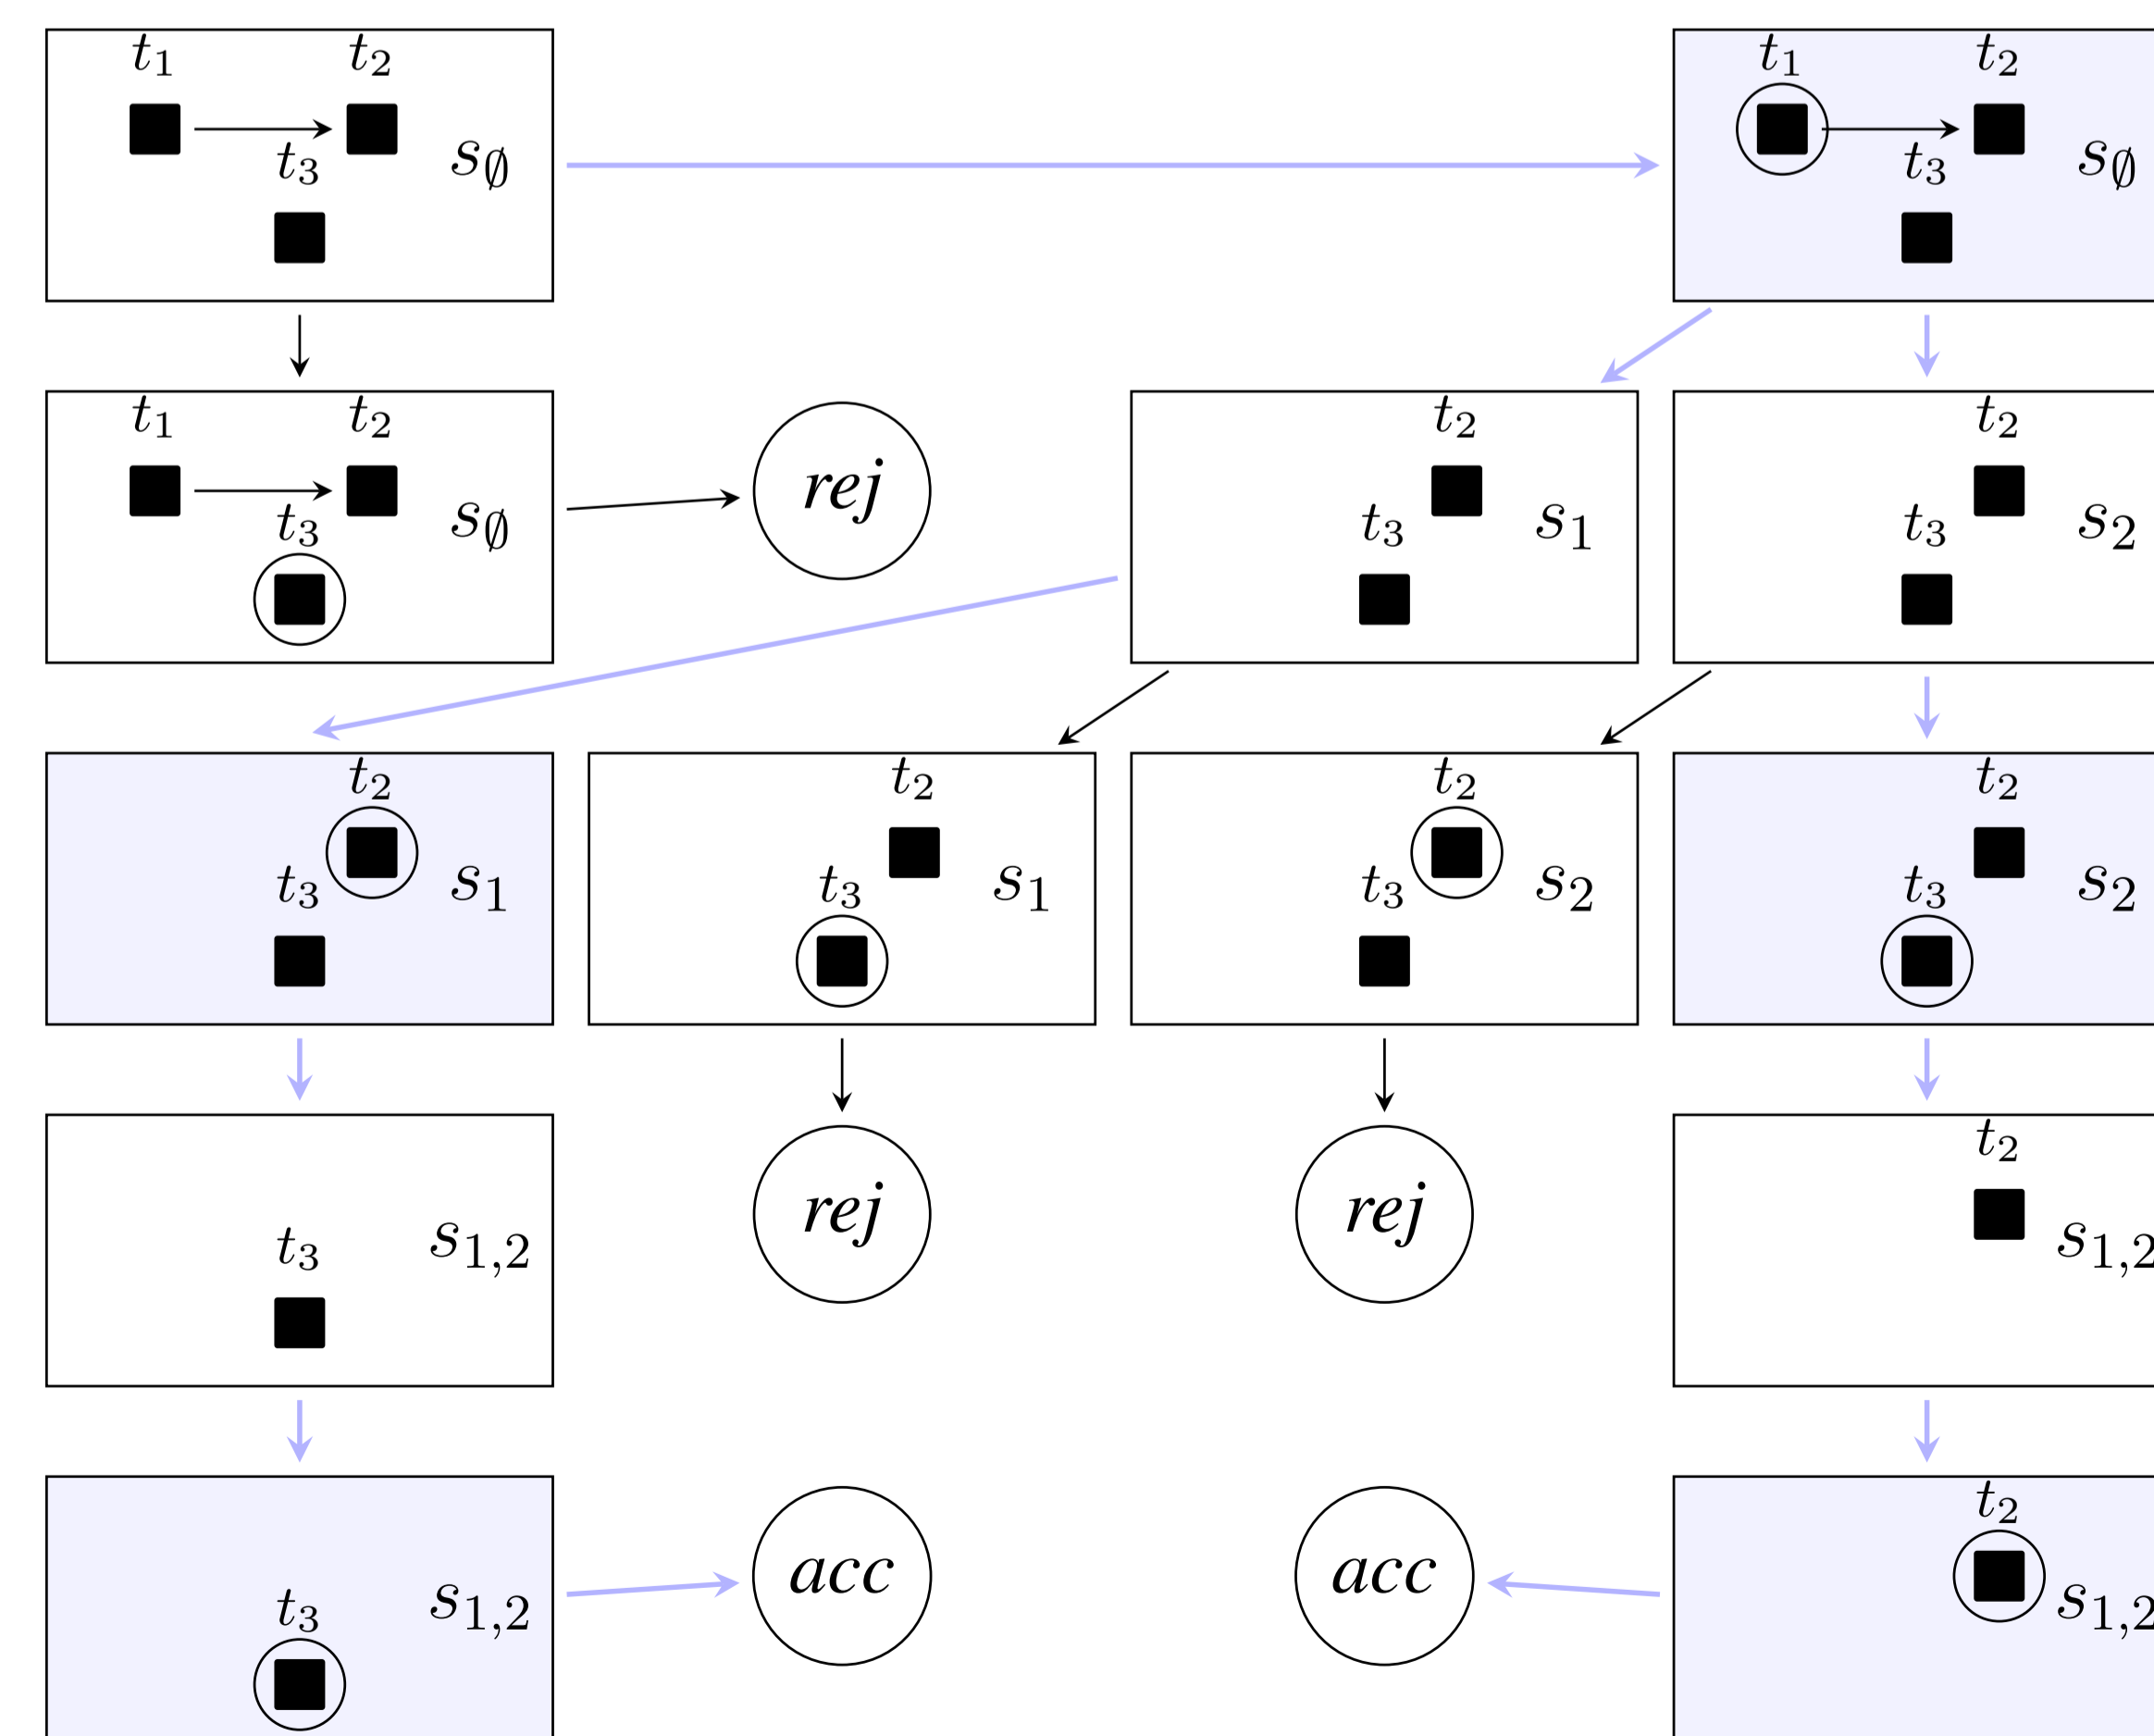 t₁ t₂ t₃ s∅
t₁ t₂ t₃ s∅
t₁ t₂ t₃ s∅
rej
t₂ t₃ s₁
t₂ t₃ s₂
t₂ t₃ s₁
t₂ t₃ s₁
t₂ t₃ s₂
t₂ t₃ s₂
t₃ s₁,₂
rej
rej
t₂ s₁,₂
t₃ s₁,₂
acc
acc
t₂ s₁,₂